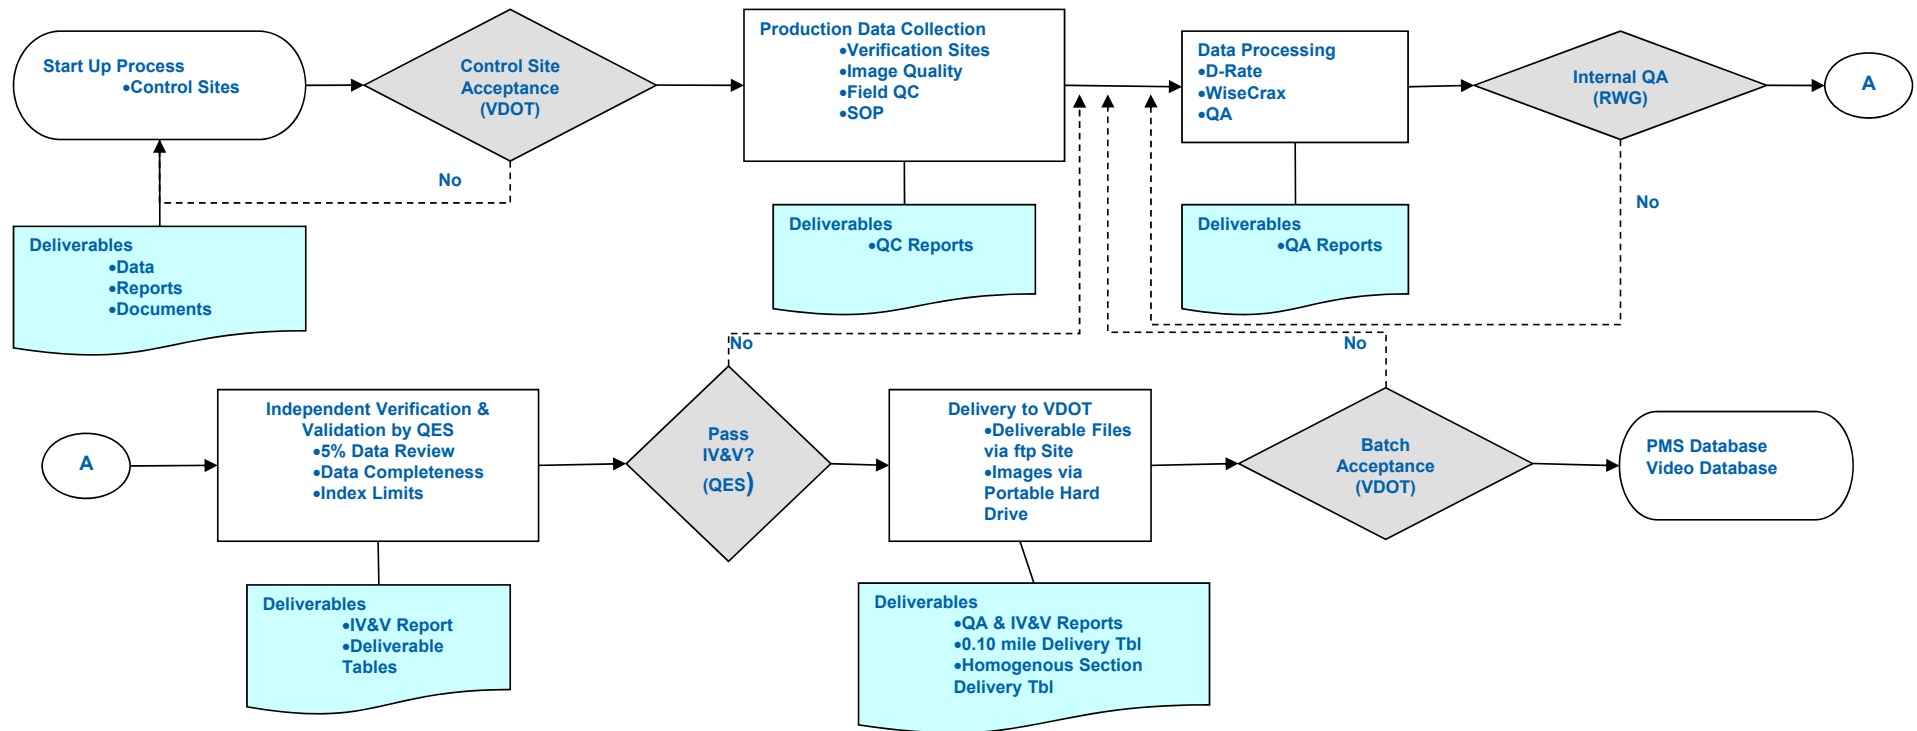 Start Up Process
•Control Sites
Control Site
Acceptance
(VDOT)
No
Production Data Collection
•Verification Sites
•Image Quality
•Field QC
•SOP
Data Processing
•D-Rate
•WiseCrax
•QA
Internal QA
(RWG)
No
A
Deliverables
•Data
•Reports
•Documents
Deliverables
•QC Reports
Deliverables
•QA Reports
A
Independent Verification &
Validation by QES
•5% Data Review
•Data Completeness
•Index Limits
No
Pass
IV&V?
(QES)
Delivery to VDOT
•Deliverable Files
via ftp Site
•Images via
Portable Hard
Drive
No
Batch
Acceptance
(VDOT)
PMS Database
Video Database
Deliverables
•IV&V Report
•Deliverable
Tables
Deliverables
•QA & IV&V Reports
•0.10 mile Delivery Tbl
•Homogenous Section
Delivery Tbl